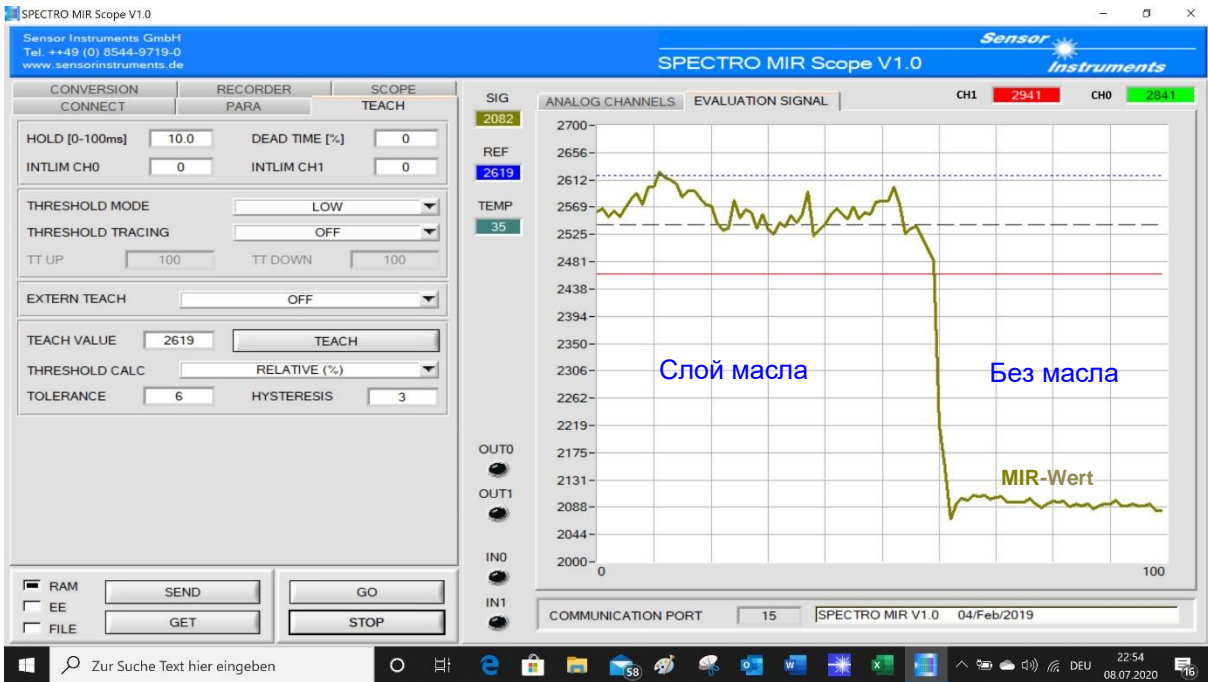 SPECTRO MIR Scope V1.0
Sensor Instruments GmbH
Tel. ++49 (0) 8544-9719-0
www.sensorinstruments.de
SPECTRO MIR Scope V1.0
Sensor
Instruments
CONVERSION RECORDER SCOPE
CONNECT PARA TEACH
HOLD [0-100ms] 10.0 DEAD TIME [%] 0
INTLIM CH0 0 INTLIM CH1 0
THRESHOLD MODE LOW
THRESHOLD TRACING OFF
TT UP 100 TT DOWN 100
EXTERN TEACH OFF
TEACH VALUE 2619 TEACH
THRESHOLD CALC RELATIVE (%)
TOLERANCE 6 HYSTERESIS 3
RAM SEND GO
EE
FILE GET STOP
SIG
2082
REF
2619
TEMP
35
OUT0
OUT1
IN0
IN1
ANALOG CHANNELS EVALUATION SIGNAL CH1 2941 CH0 2841
2700
2656
2612
2569
2525
2481
2438
2394
2350
2306
2262
2219
2175
2131
2088
2044
2000
0 100
Слой масла
Без масла
MIR-Wert
COMMUNICATION PORT 15 SPECTRO MIR V1.0 04/Feb/2019
Zur Suche Text hier eingeben 58 DEU 22:54
08.07.2020 16